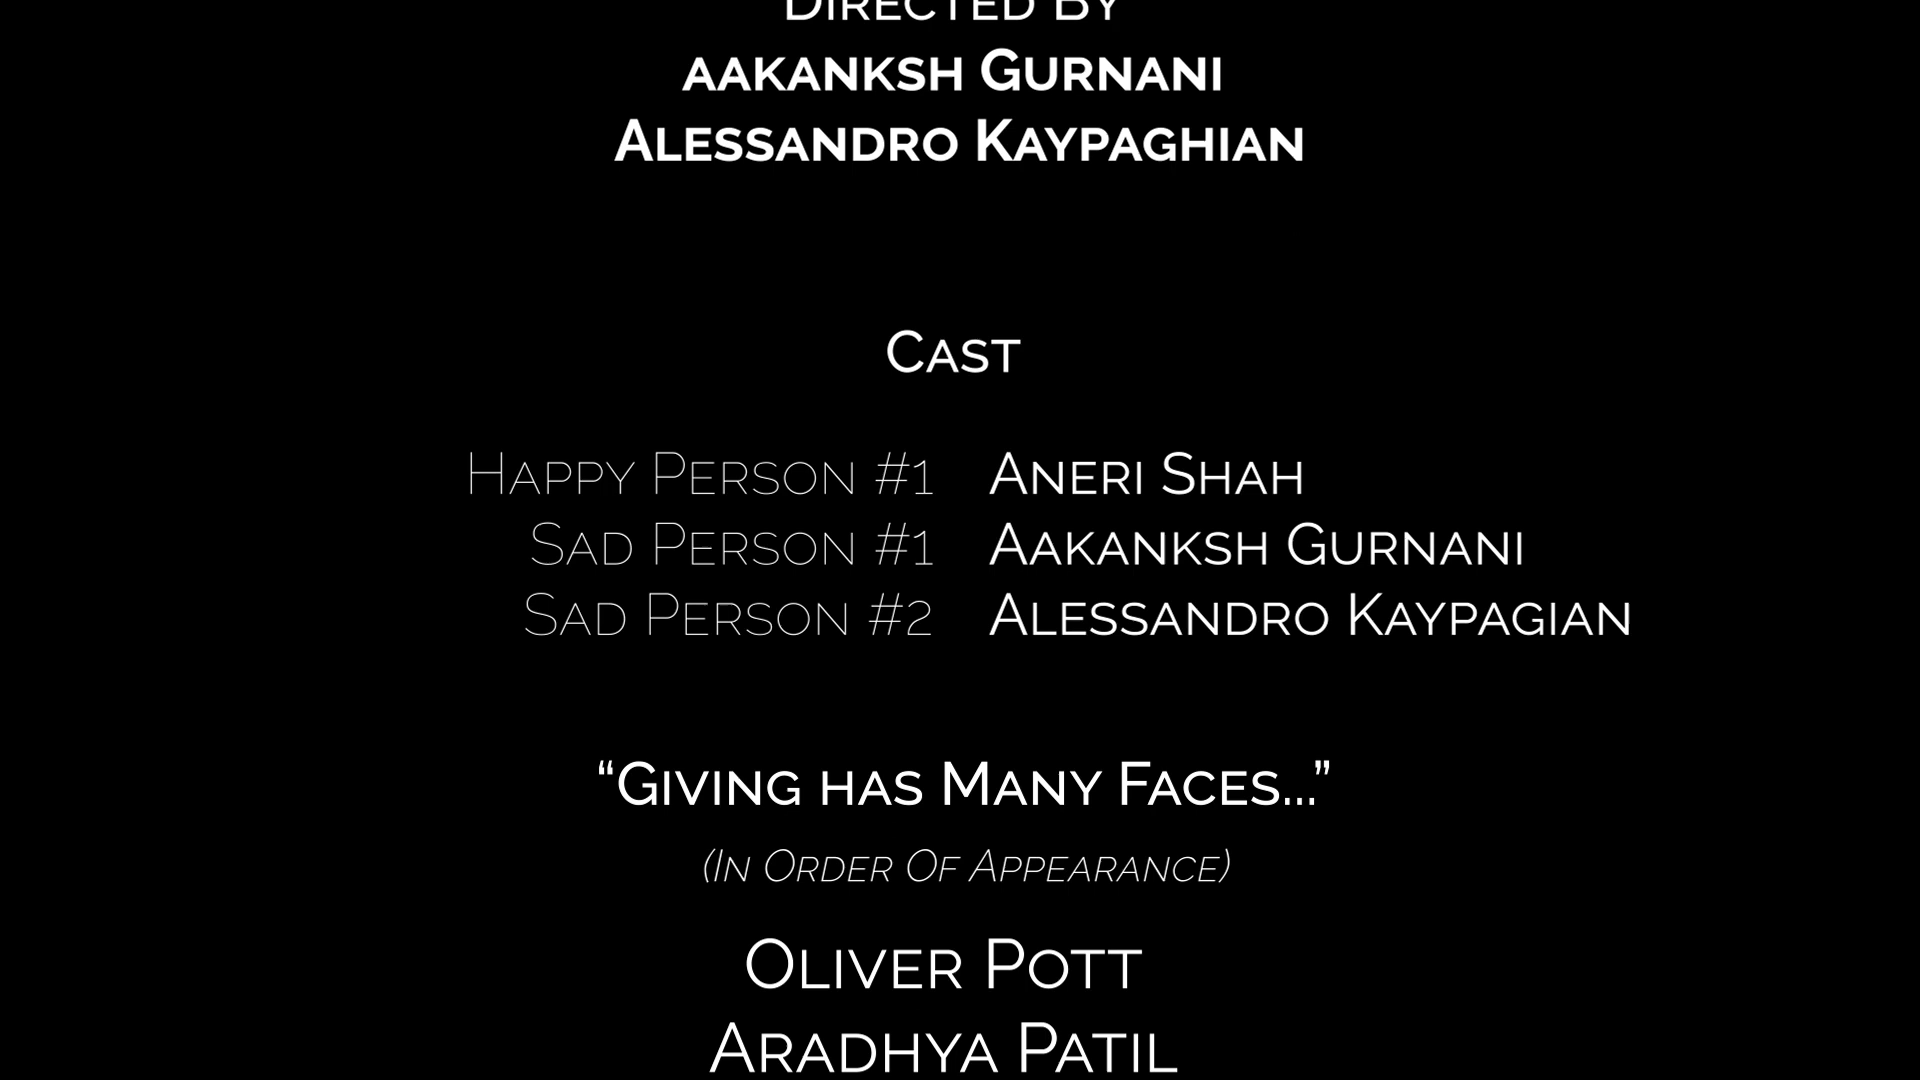 Directed By
aakanksh Gurnani
Alessandro Kaypaghian
Cast
Happy Person #1 Aneri Shah
Sad Person #1 Aakanksh Gurnani
Sad Person #2 Alessandro Kaypagian
“Giving has Many Faces...”
(In Order Of Appearance)
Oliver Pott
Aradhya Patil